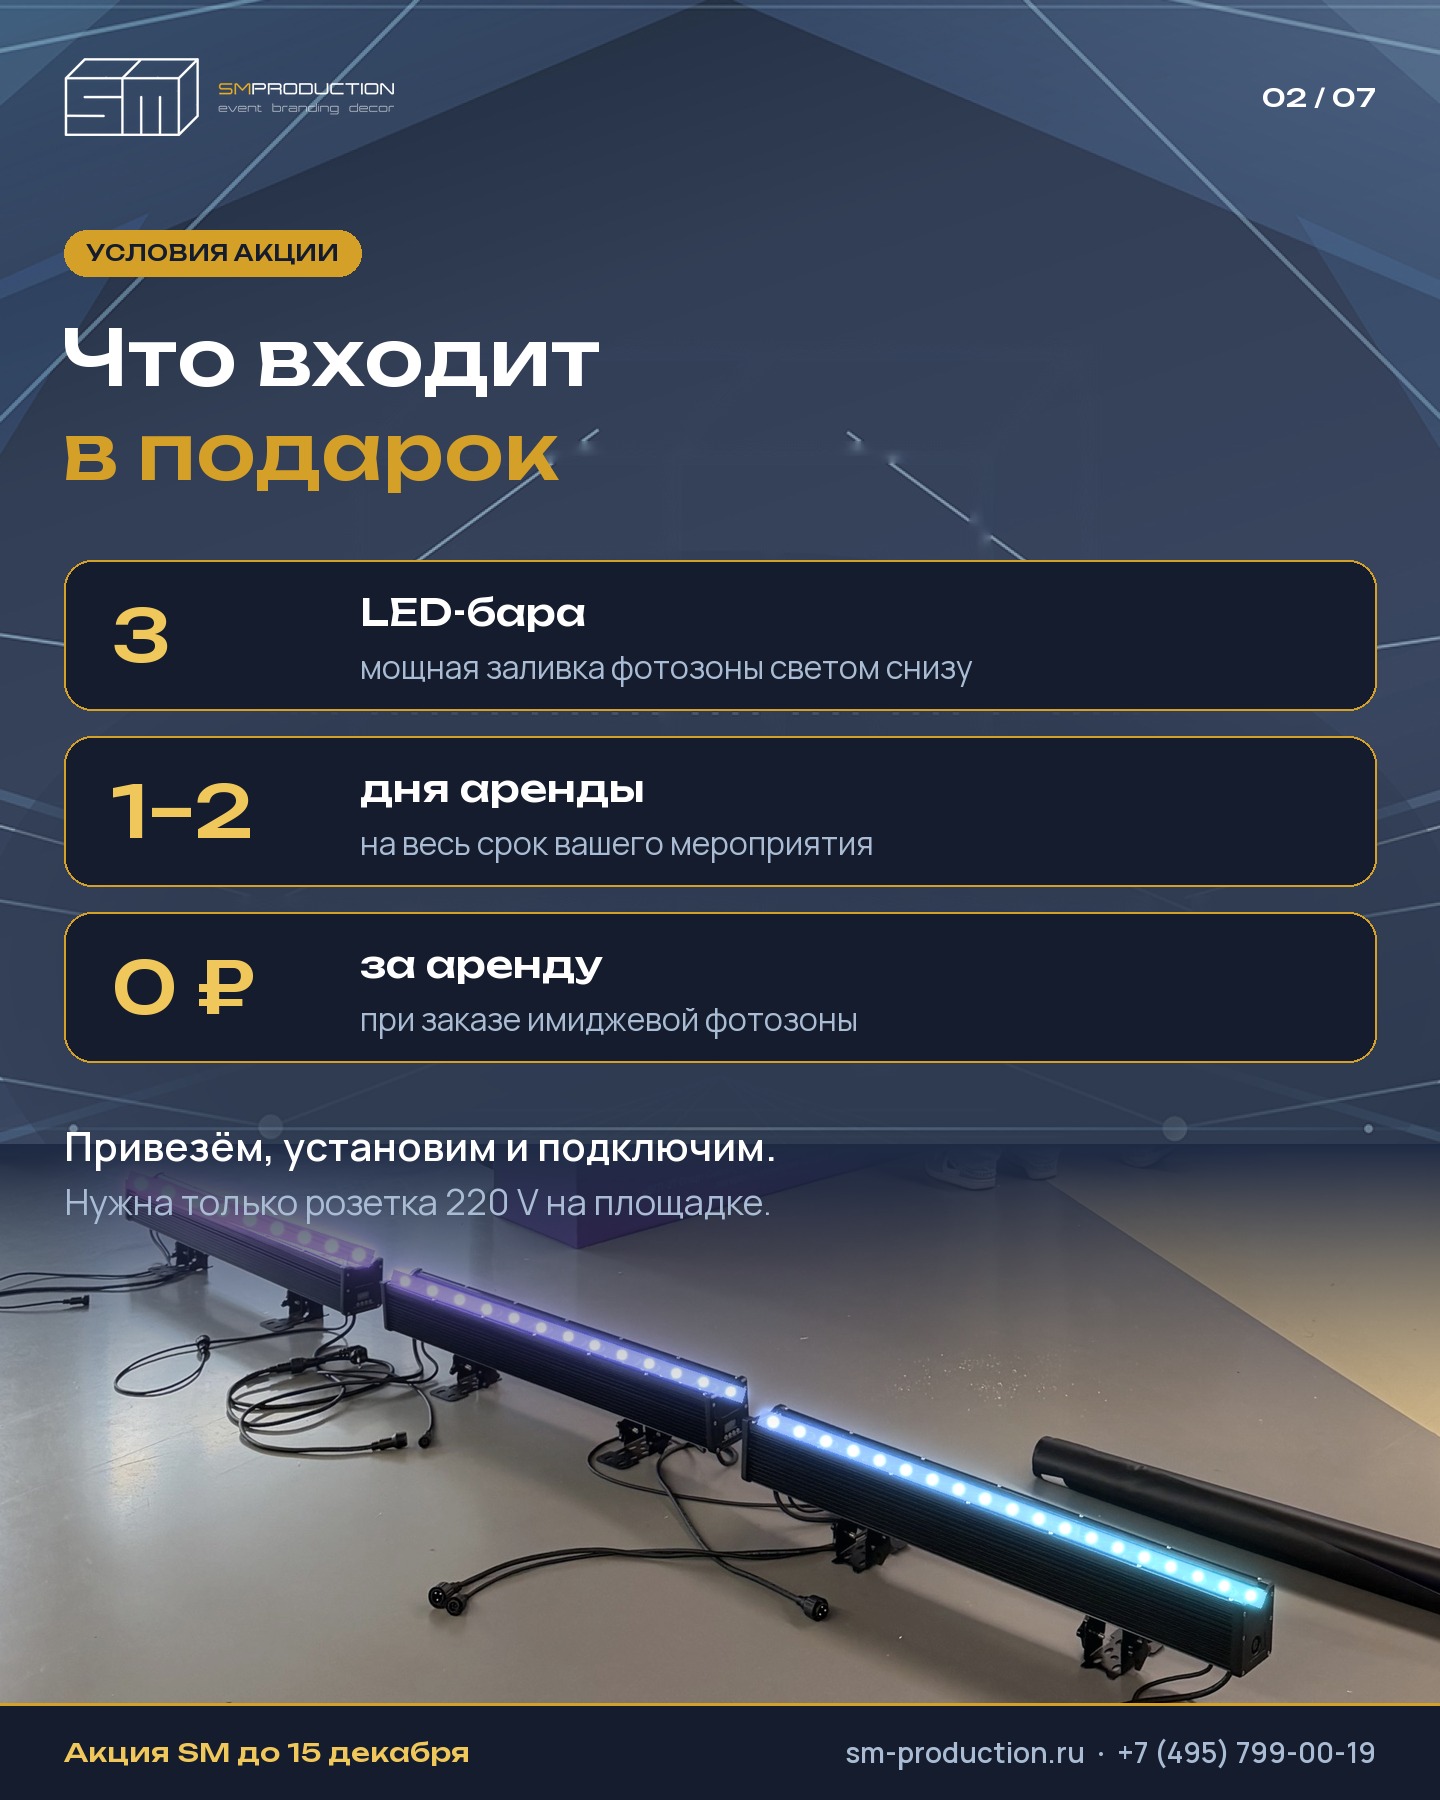 SM
SMPRODUCTION
event branding decor
02 / 07
УСЛОВИЯ АКЦИИ
Что входит
в подарок
3
LED-бара
мощная заливка фотозоны светом снизу
1–2
дня аренды
на весь срок вашего мероприятия
0 ₽
за аренду
при заказе имиджевой фотозоны
Привезём, установим и подключим.
Нужна только розетка 220 V на площадке.
Акция SM до 15 декабря
sm-production.ru · +7 (495) 799-00-19